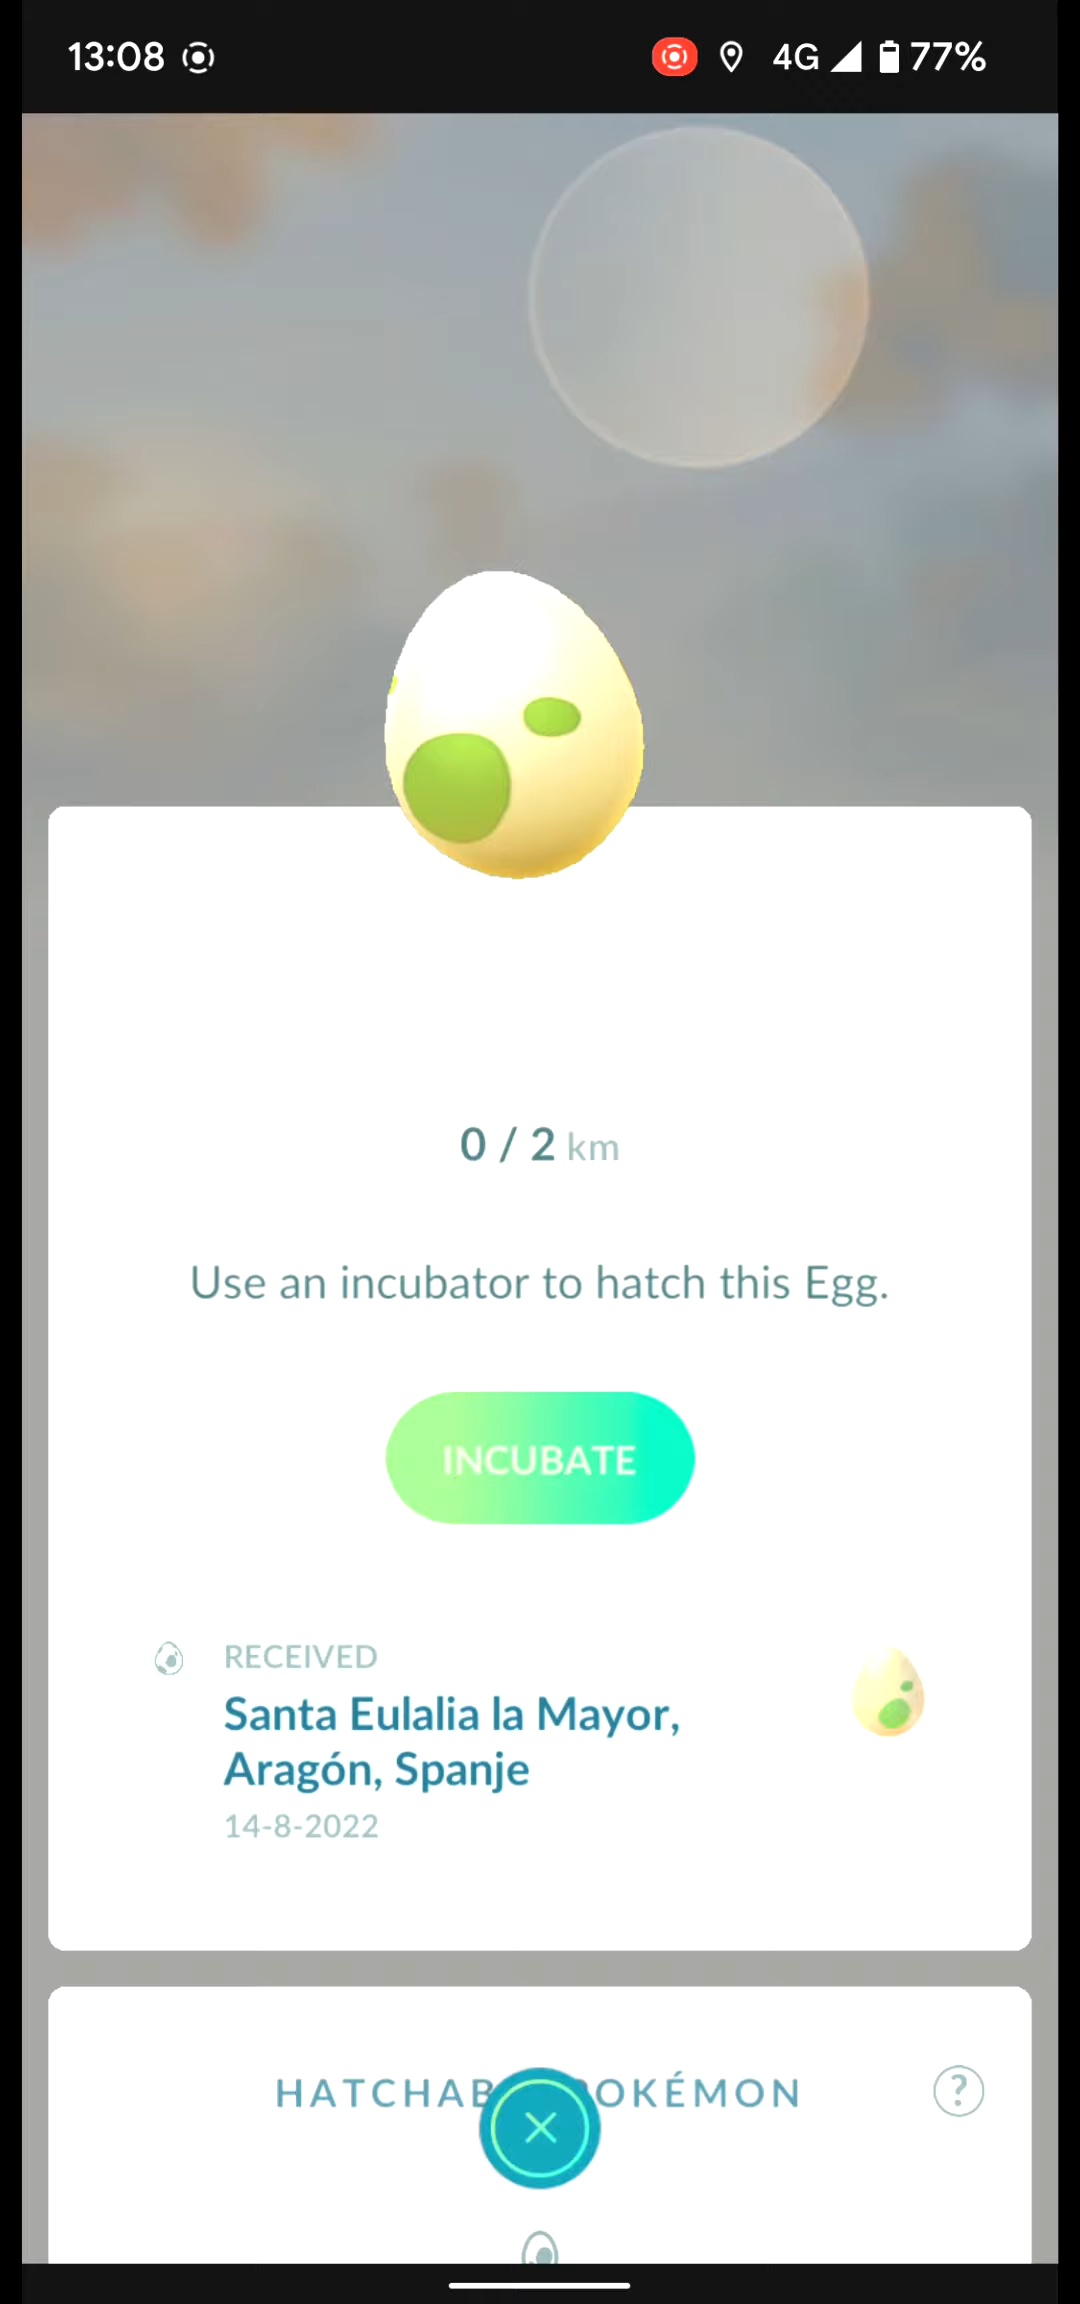 13:08 4G 77%
0 / 2 km
Use an incubator to hatch this Egg.
INCUBATE
RECEIVED
Santa Eulalia la Mayor,
Aragón, Spanje
14-8-2022
HATCHAB OKÉMON ?